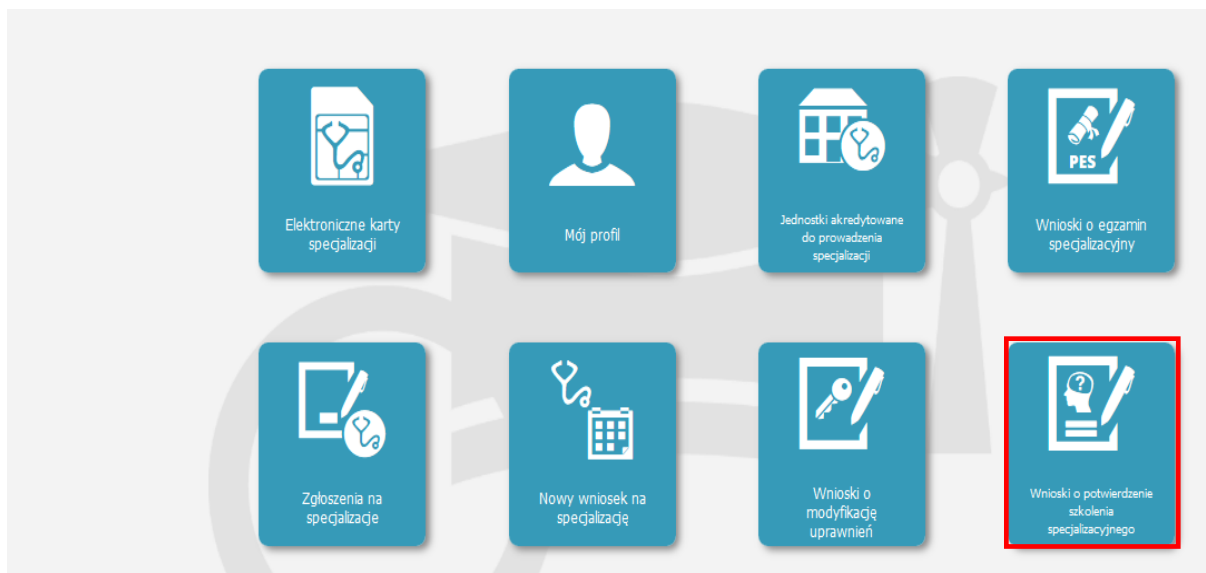 Elektroniczne karty
specjalizacji
Mój profil
Jednostki akredytowane
do prowadzenia
specjalizacji
PES
Wnioski o egzamin
specjalizacyjny
Zgłoszenia na
specjalizacje
Nowy wniosek na
specjalizację
Wnioski o
modyfikację
uprawnień
?
Wnioski o potwierdzenie
szkolenia
specjalizacyjnego